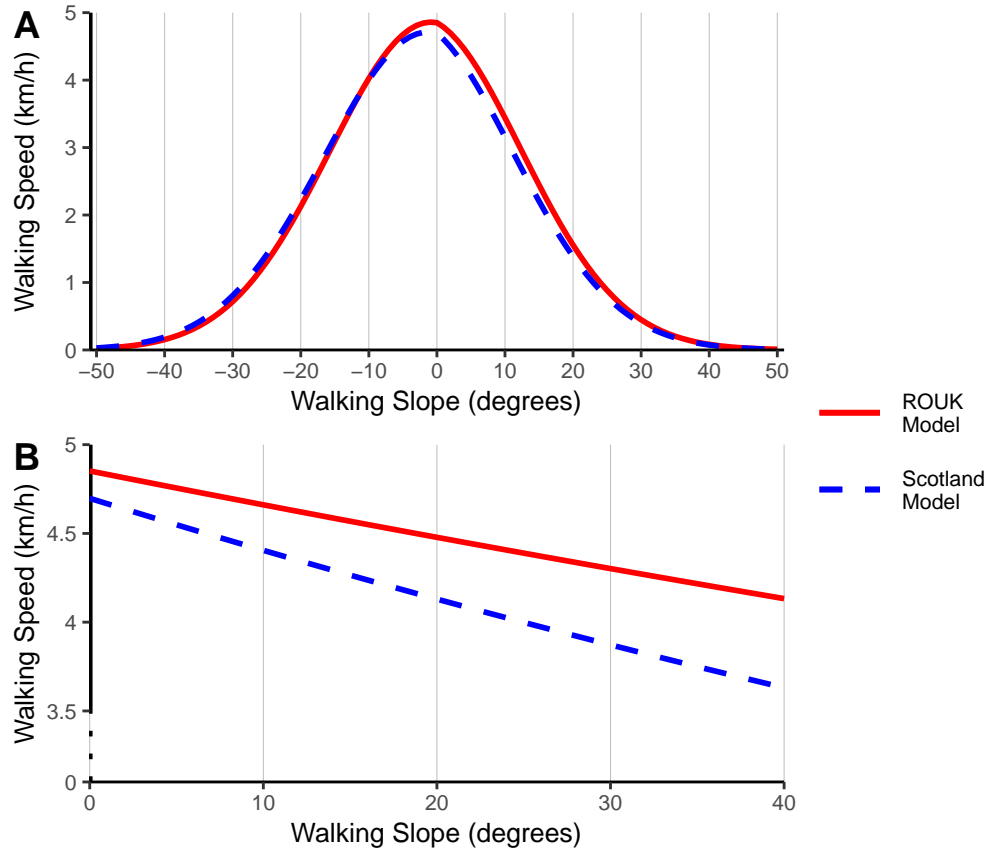 A
Walking Speed (km/h)
5
4
3
2
1
0
−50 −40 −30 −20 −10 0 10 20 30 40 50
Walking Slope (degrees)
ROUK
Model
Scotland
Model
B
Walking Speed (km/h)
5
4.5
4
3.5
0
0 10 20 30 40
Walking Slope (degrees)